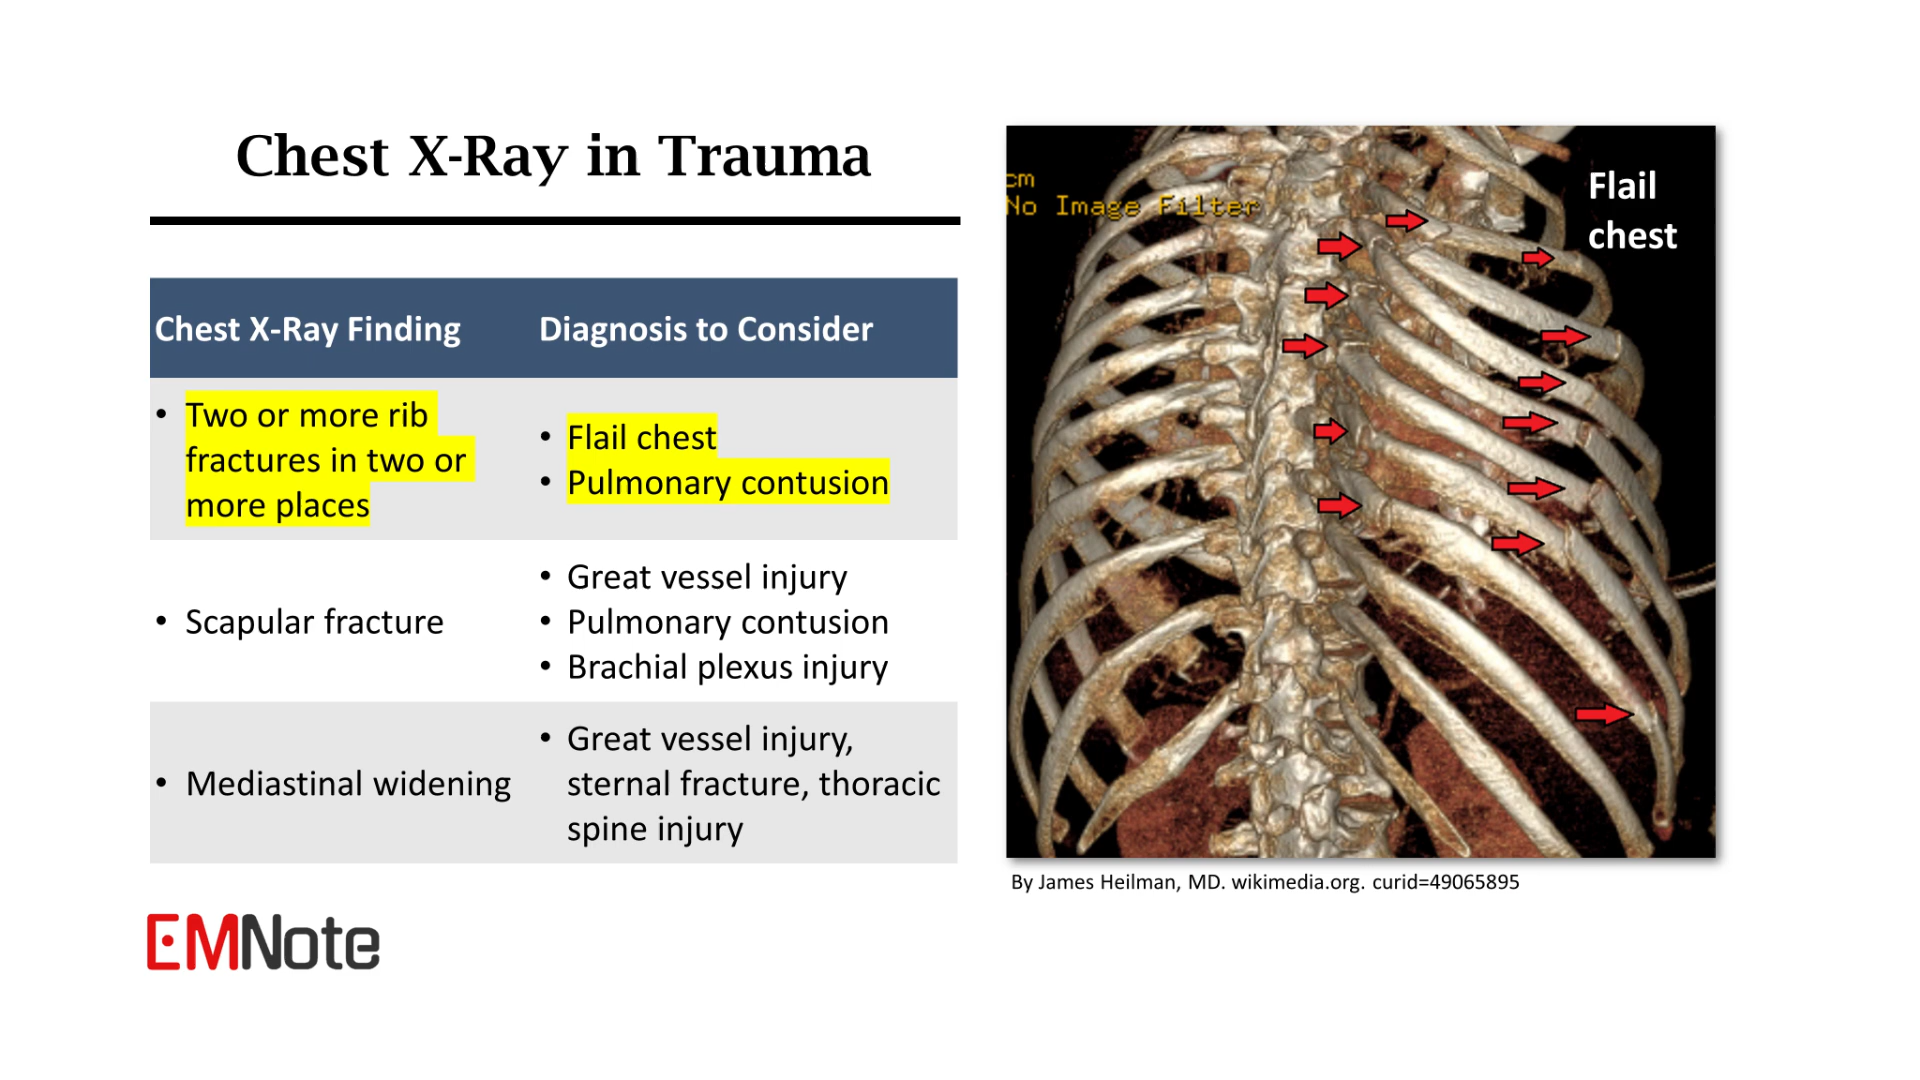 Chest X-Ray in Trauma
Chest X-Ray Finding
Diagnosis to Consider
• Two or more rib
fractures in two or
more places
• Flail chest
• Pulmonary contusion
• Scapular fracture
• Great vessel injury
• Pulmonary contusion
• Brachial plexus injury
• Mediastinal widening
• Great vessel injury,
sternal fracture, thoracic
spine injury
EMNote
cm
No Image Filter
Flail
chest
By James Heilman, MD. wikimedia.org. curid=49065895